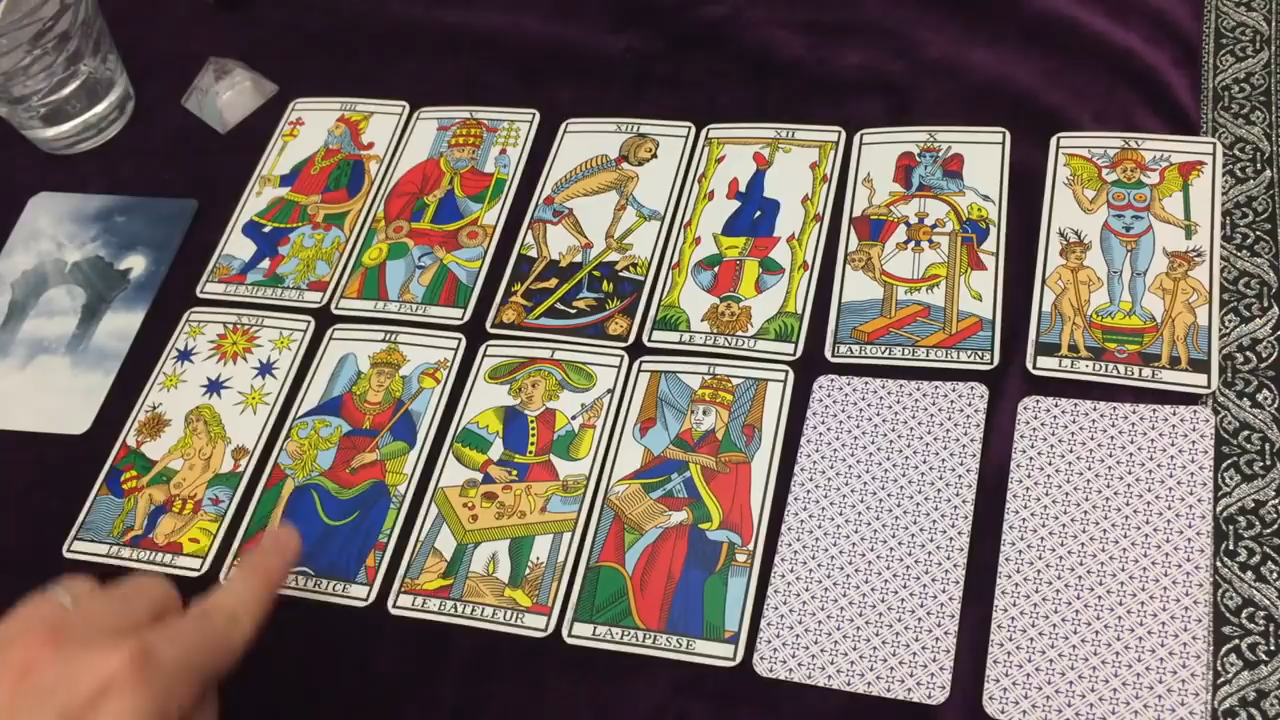 IIII
L'EMPEREUR
V
LE·PAPE
XIII
XII
LE·PENDU
X
LA·ROVE·DE·FORTVNE
XV
LE·DIABLE
XVII
LE·TOILLE
III
ATRICE
I
LE·BATELEUR
II
LA·PAPESSE